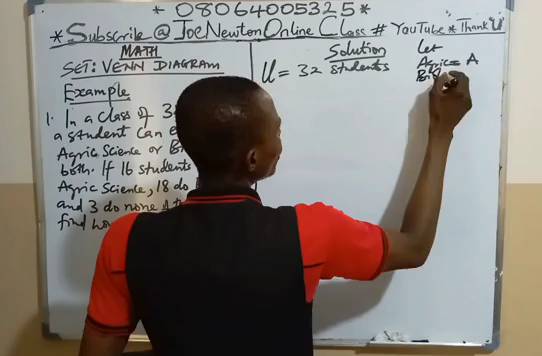 + 08064005325 *
*Subscribe @ JoeNewton Online Class # YouTube * Thank U
MATH
SET: VENN DIAGRAM
Example
1. In a class of
a student can
Agric Science or
both. If 16 students
Agric Science, 18 do
and 3 do none
find
Solution
U = 32 students
Let
Agric = A